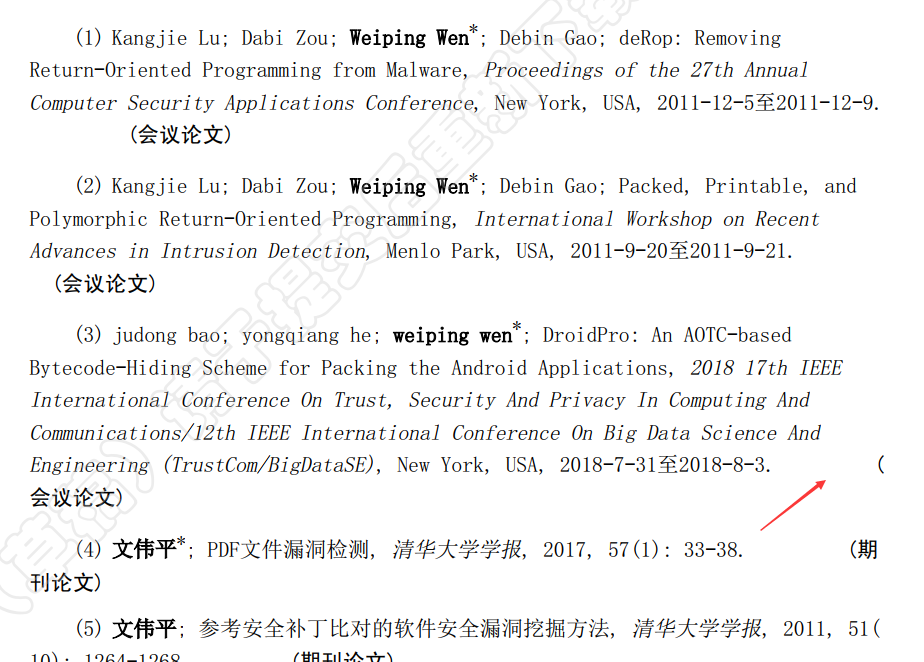 (1) Kangjie Lu; Dabi Zou; Weiping Wen*; Debin Gao; deRop: Removing
Return-Oriented Programming from Malware, Proceedings of the 27th Annual
Computer Security Applications Conference, New York, USA, 2011-12-5至2011-12-9.
(会议论文)
(2) Kangjie Lu; Dabi Zou; Weiping Wen*; Debin Gao; Packed, Printable, and
Polymorphic Return-Oriented Programming, International Workshop on Recent
Advances in Intrusion Detection, Menlo Park, USA, 2011-9-20至2011-9-21.
(会议论文)
(3) judong bao; yongqiang he; weiping wen*; DroidPro: An AOTC-based
Bytecode-Hiding Scheme for Packing the Android Applications, 2018 17th IEEE
International Conference On Trust, Security And Privacy In Computing And
Communications/12th IEEE International Conference On Big Data Science And
Engineering (TrustCom/BigDataSE), New York, USA, 2018-7-31至2018-8-3. (
会议论文)
(4) 文伟平*; PDF文件漏洞检测, 清华大学学报, 2017, 57(1): 33-38. (期
刊论文)
(5) 文伟平; 参考安全补丁比对的软件安全漏洞挖掘方法, 清华大学学报, 2011, 51(
10): 1264-1268. (期刊论文)